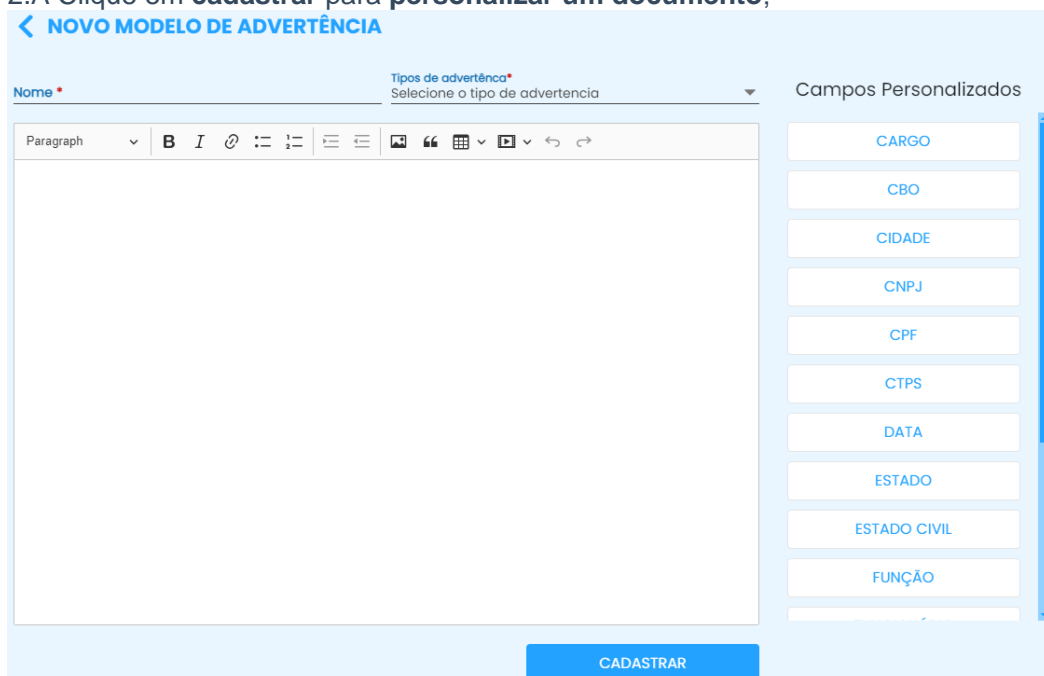 2.A Clique em cadastrar para personalizar um documento;
NOVO MODELO DE ADVERTÊNCIA
Nome *
Tipos de advertênca*
Selecione o tipo de advertencia
Campos Personalizados
Paragraph
CARGO
CBO
CIDADE
CNPJ
CPF
CTPS
DATA
ESTADO
ESTADO CIVIL
FUNÇÃO
CADASTRAR